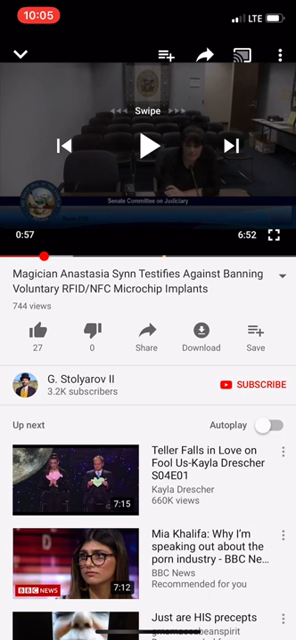 10:05
LTE
Swipe
Senate Committee on Judiciary
0:57
6:52
Magician Anastasia Synn Testifies Against Banning
Voluntary RFID/NFC Microchip Implants
744 views
27
0
Share
Download
Save
G. Stolyarov II
3.2K subscribers
SUBSCRIBE
Up next
Autoplay
Teller Falls in Love on
Fool Us-Kayla Drescher
S04E01
Kayla Drescher
660K views
7:15
Mia Khalifa: Why I'm
speaking out about the
porn industry - BBC Ne...
BBC News
Recommended for you
BBC NEWS
7:12
Just are HIS precepts